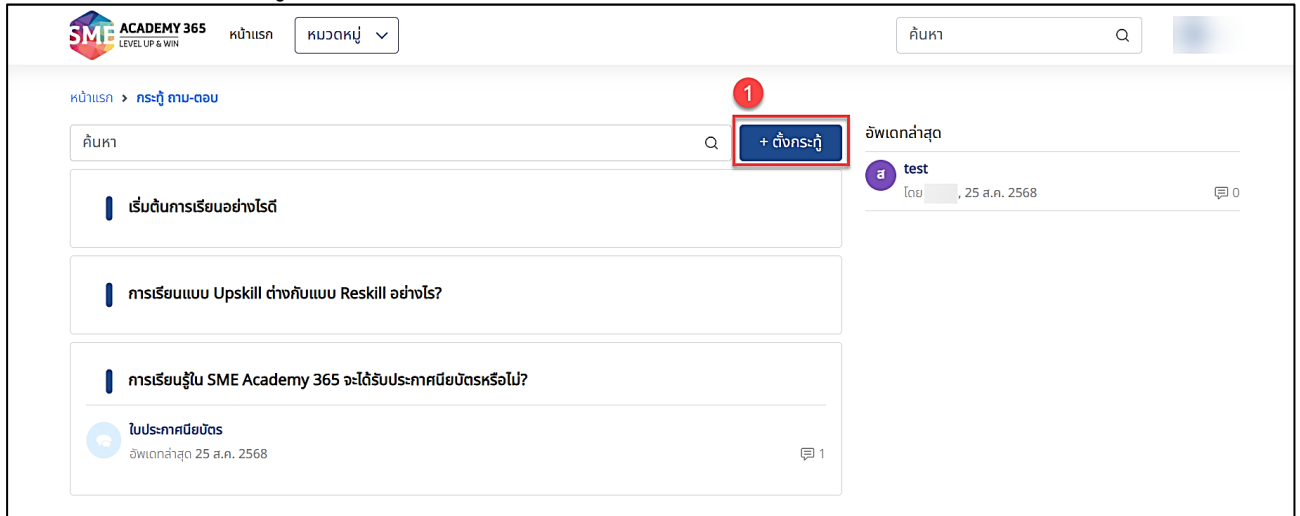 SME ACADEMY 365
LEVEL UP & WIN
หน้าแรก
หมวดหมู่
ค้นหา
หน้าแรก > กระทู้ ถาม-ตอบ
1
ค้นหา
+ ตั้งกระทู้
เริ่มต้นการเรียนอย่างไรดี
การเรียนแบบ Upskill ต่างกับแบบ Reskill อย่างไร?
การเรียนรู้ใน SME Academy 365 จะได้รับประกาศนียบัตรหรือไม่?
ใบประกาศนียบัตร
อัพเดทล่าสุด 25 ส.ค. 2568
1
อัพเดทล่าสุด
ส
test
โดย , 25 ส.ค. 2568
0